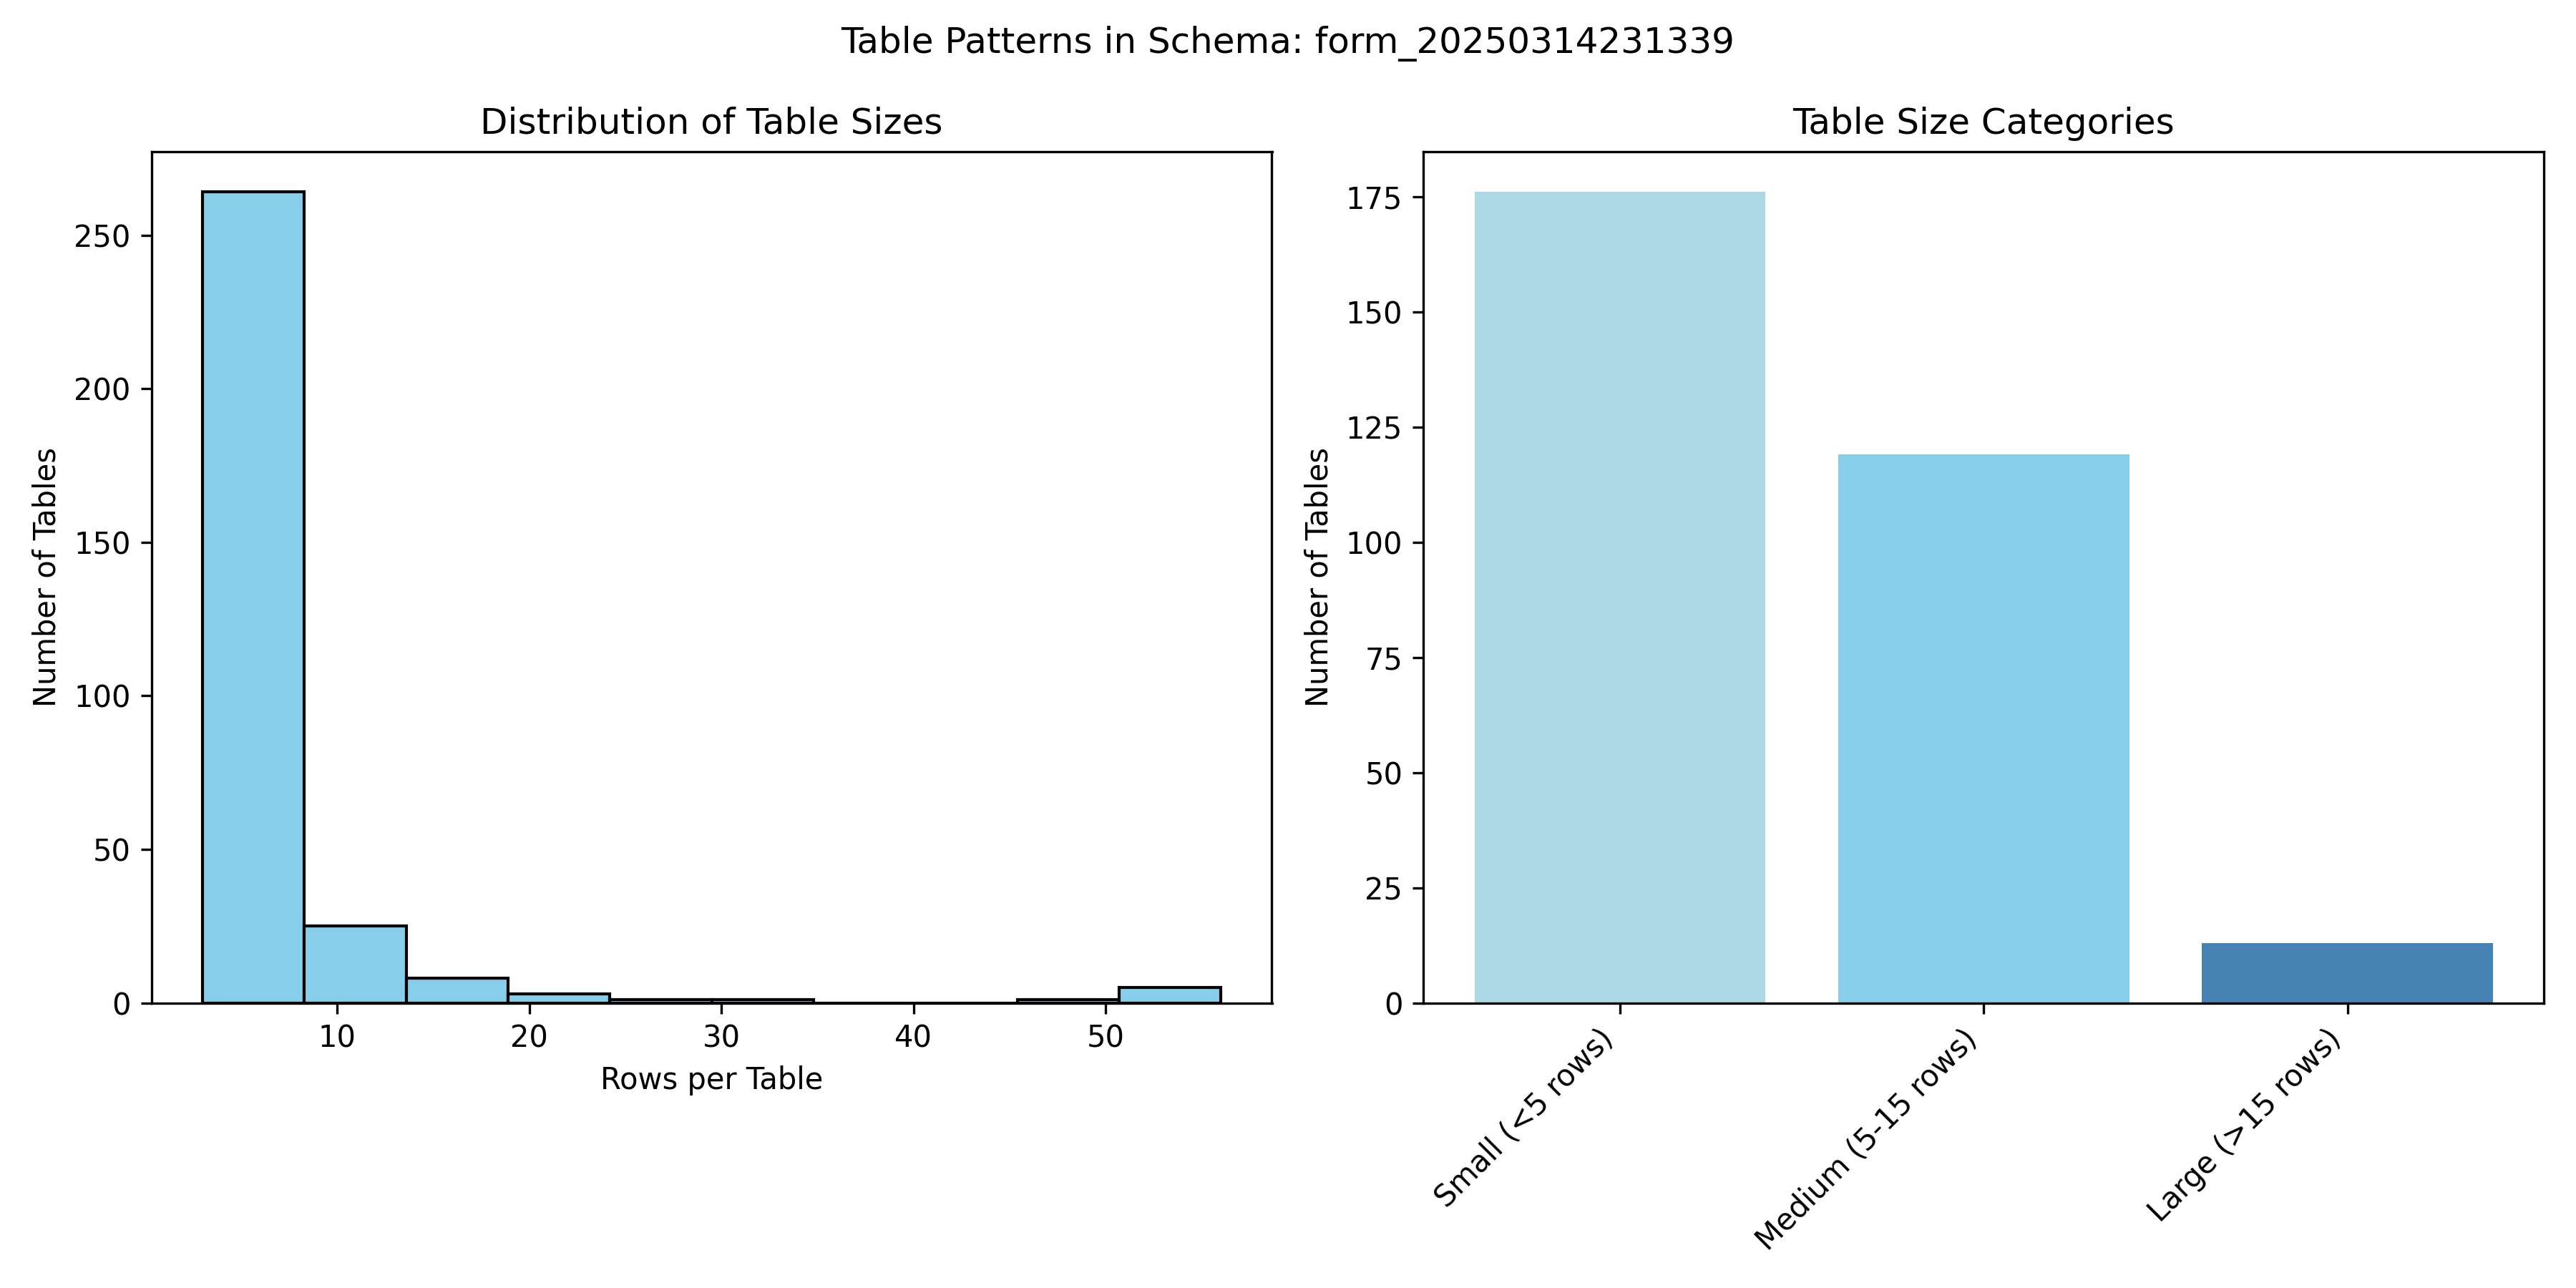 Table Patterns in Schema: form_20250314231339
Distribution of Table Sizes
Number of Tables
250
200
150
100
50
0
10 20 30 40 50
Rows per Table
Table Size Categories
Number of Tables
175
150
125
100
75
50
25
0
Small (<5 rows)
Medium (5-15 rows)
Large (>15 rows)